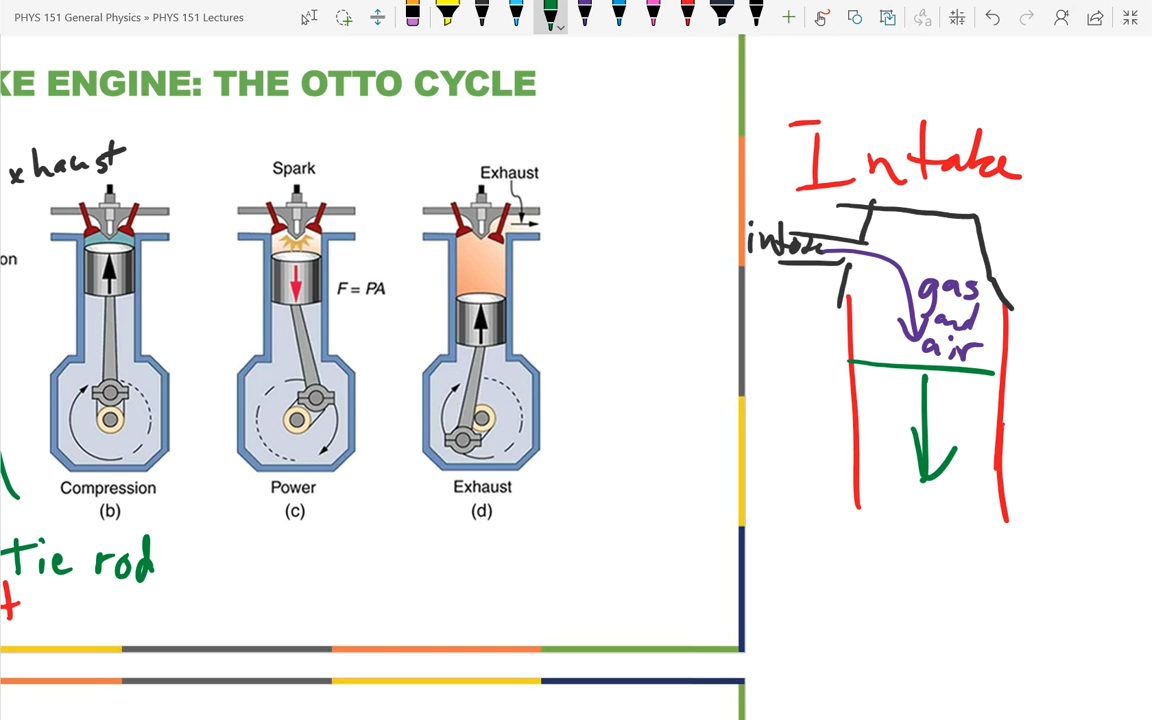 PHYS 151 General Physics » PHYS 151 Lectures
KE ENGINE: THE OTTO CYCLE
xhaust
Spark
Exhaust
on
F = PA
Compression
Power
Exhaust
(b)
(c)
(d)
Tie rod
t
Intake
intake
gas
and
air